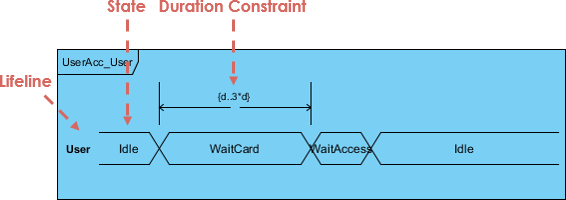 State Duration Constraint
UserAcc_User
Lifeline
{d..3*d}
User Idle WaitCard WaitAccess Idle